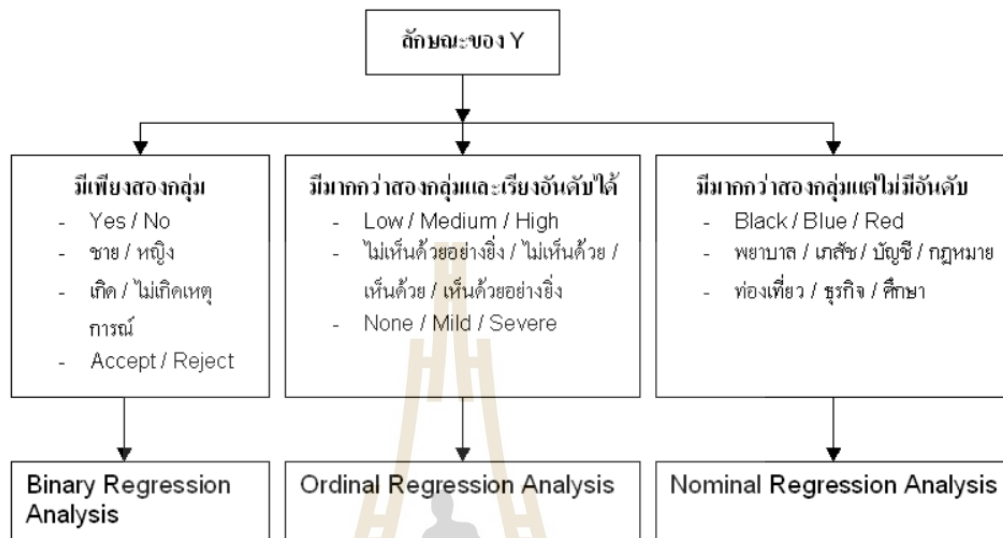 ลักษณะของ Y
มีเพียงสองกลุ่ม
- Yes / No
- ชาย / หญิง
- เกิด / ไม่เกิดเหตุ
การณ์
- Accept / Reject
มีมากกว่าสองกลุ่มและเรียงอันดับได้
- Low / Medium / High
- ไม่เห็นด้วยอย่างยิ่ง / ไม่เห็นด้วย /
เห็นด้วย / เห็นด้วยอย่างยิ่ง
- None / Mild / Severe
มีมากกว่าสองกลุ่มแต่ไม่มีอันดับ
- Black / Blue / Red
- พยาบาล / เภสัช / บัญชี / กฎหมาย
- ท่องเที่ยว / ธุรกิจ / ศึกษา
Binary Regression
Analysis
Ordinal Regression Analysis
Nominal Regression Analysis